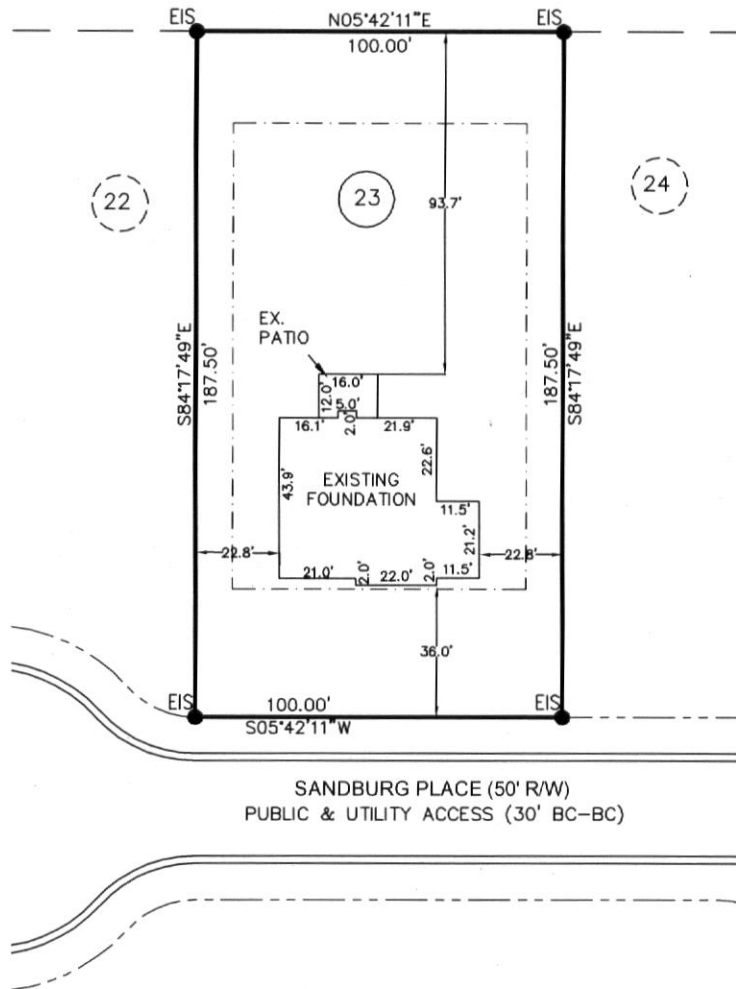 EIS
N05°42'11"E
EIS
100.00'
22
23
24
93.7'
S84°17'49"E
187.50'
187.50'
S84°17'49"E
EX.
PATIO
16.0'
12.0'
5.0'
2.0'
16.1'
21.9'
22.6'
43.9'
EXISTING
FOUNDATION
11.5'
21.2'
22.8'
22.8'
21.0'
2.0'
22.0'
2.0'
11.5'
36.0'
EIS
100.00'
EIS
S05°42'11"W
SANDBURG PLACE (50' R/W)
PUBLIC & UTILITY ACCESS (30' BC-BC)